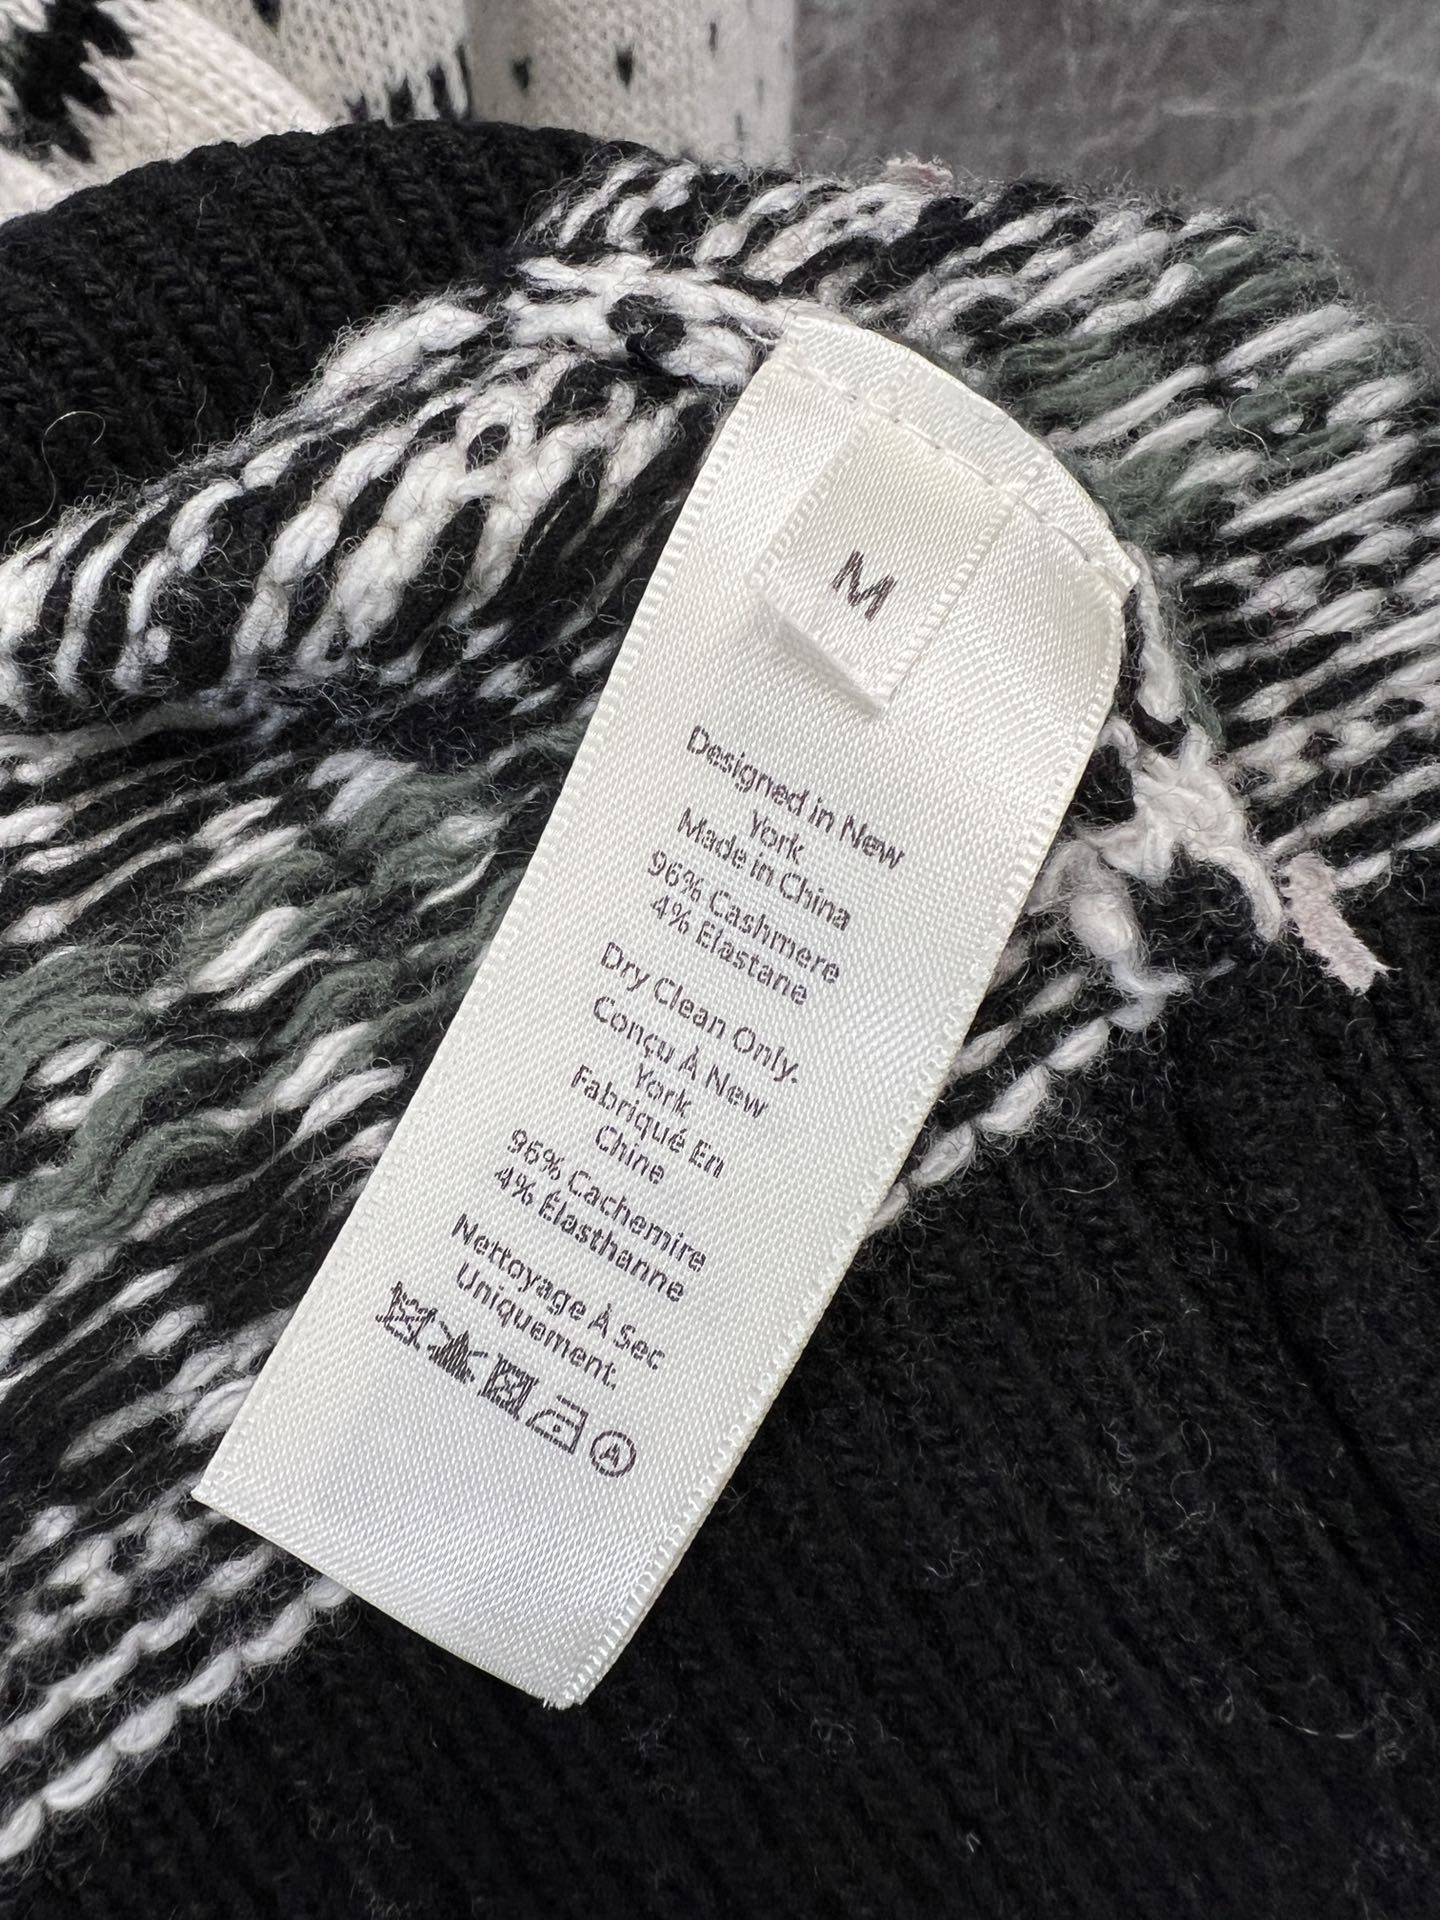 M
Designed in New
York
Made in China
96% Cashmere
4% Elastane
Dry Clean Only.
Conçu À New
York
Fabriqué En
Chine
96% Cachemire
4% Élasthanne
Nettoyage À Sec
Uniquement.
A